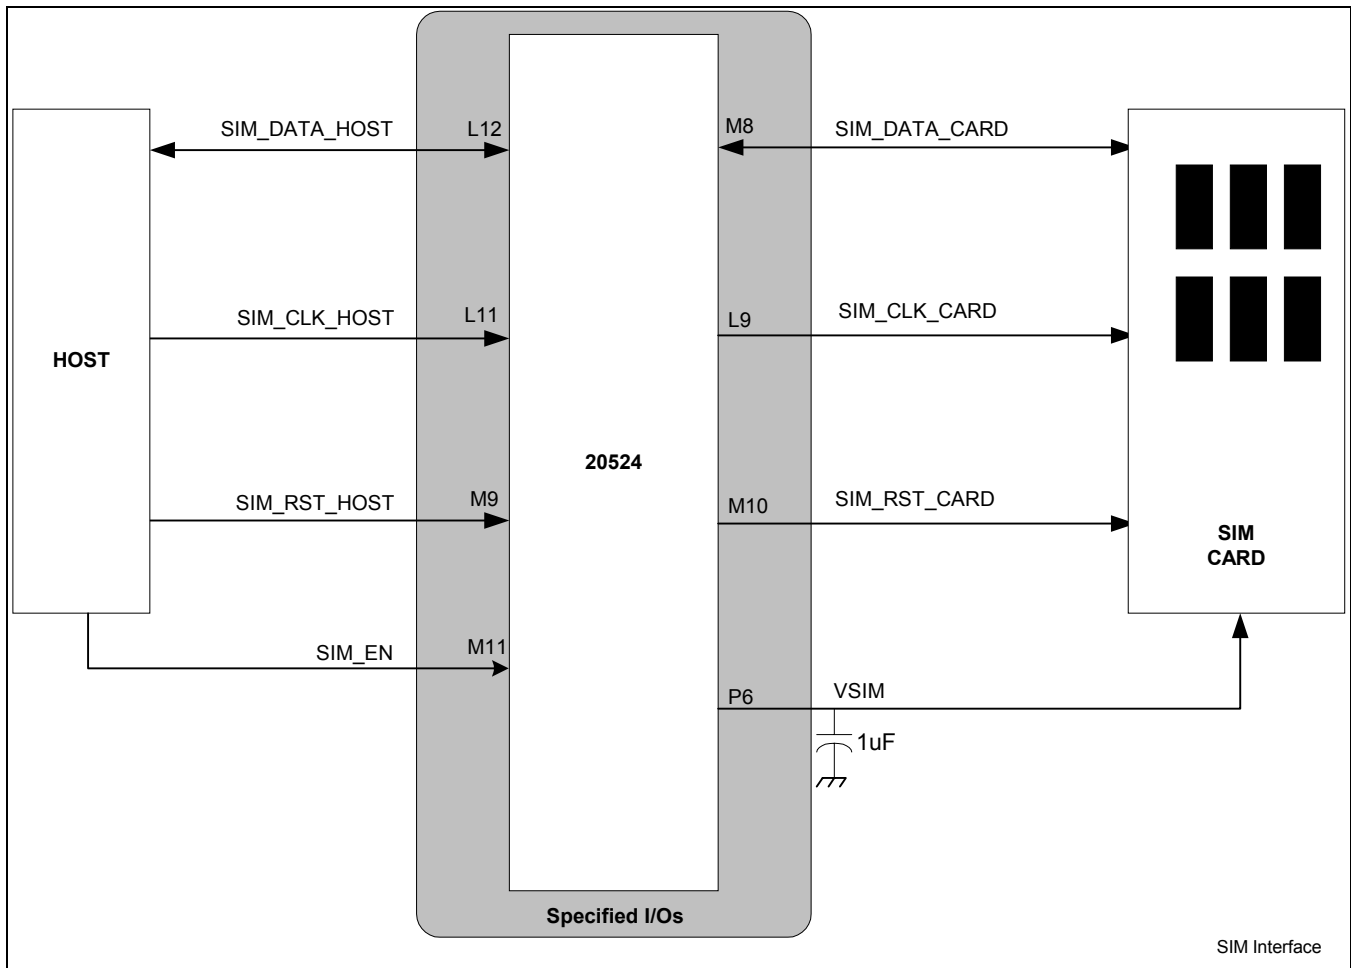 SIM_DATA_HOST
L12
M8
SIM_DATA_CARD
SIM_CLK_HOST
L11
L9
SIM_CLK_CARD
HOST
20524
SIM_RST_HOST
M9
M10
SIM_RST_CARD
SIM
CARD
SIM_EN
M11
P6
VSIM
1uF
Specified I/Os
SIM Interface